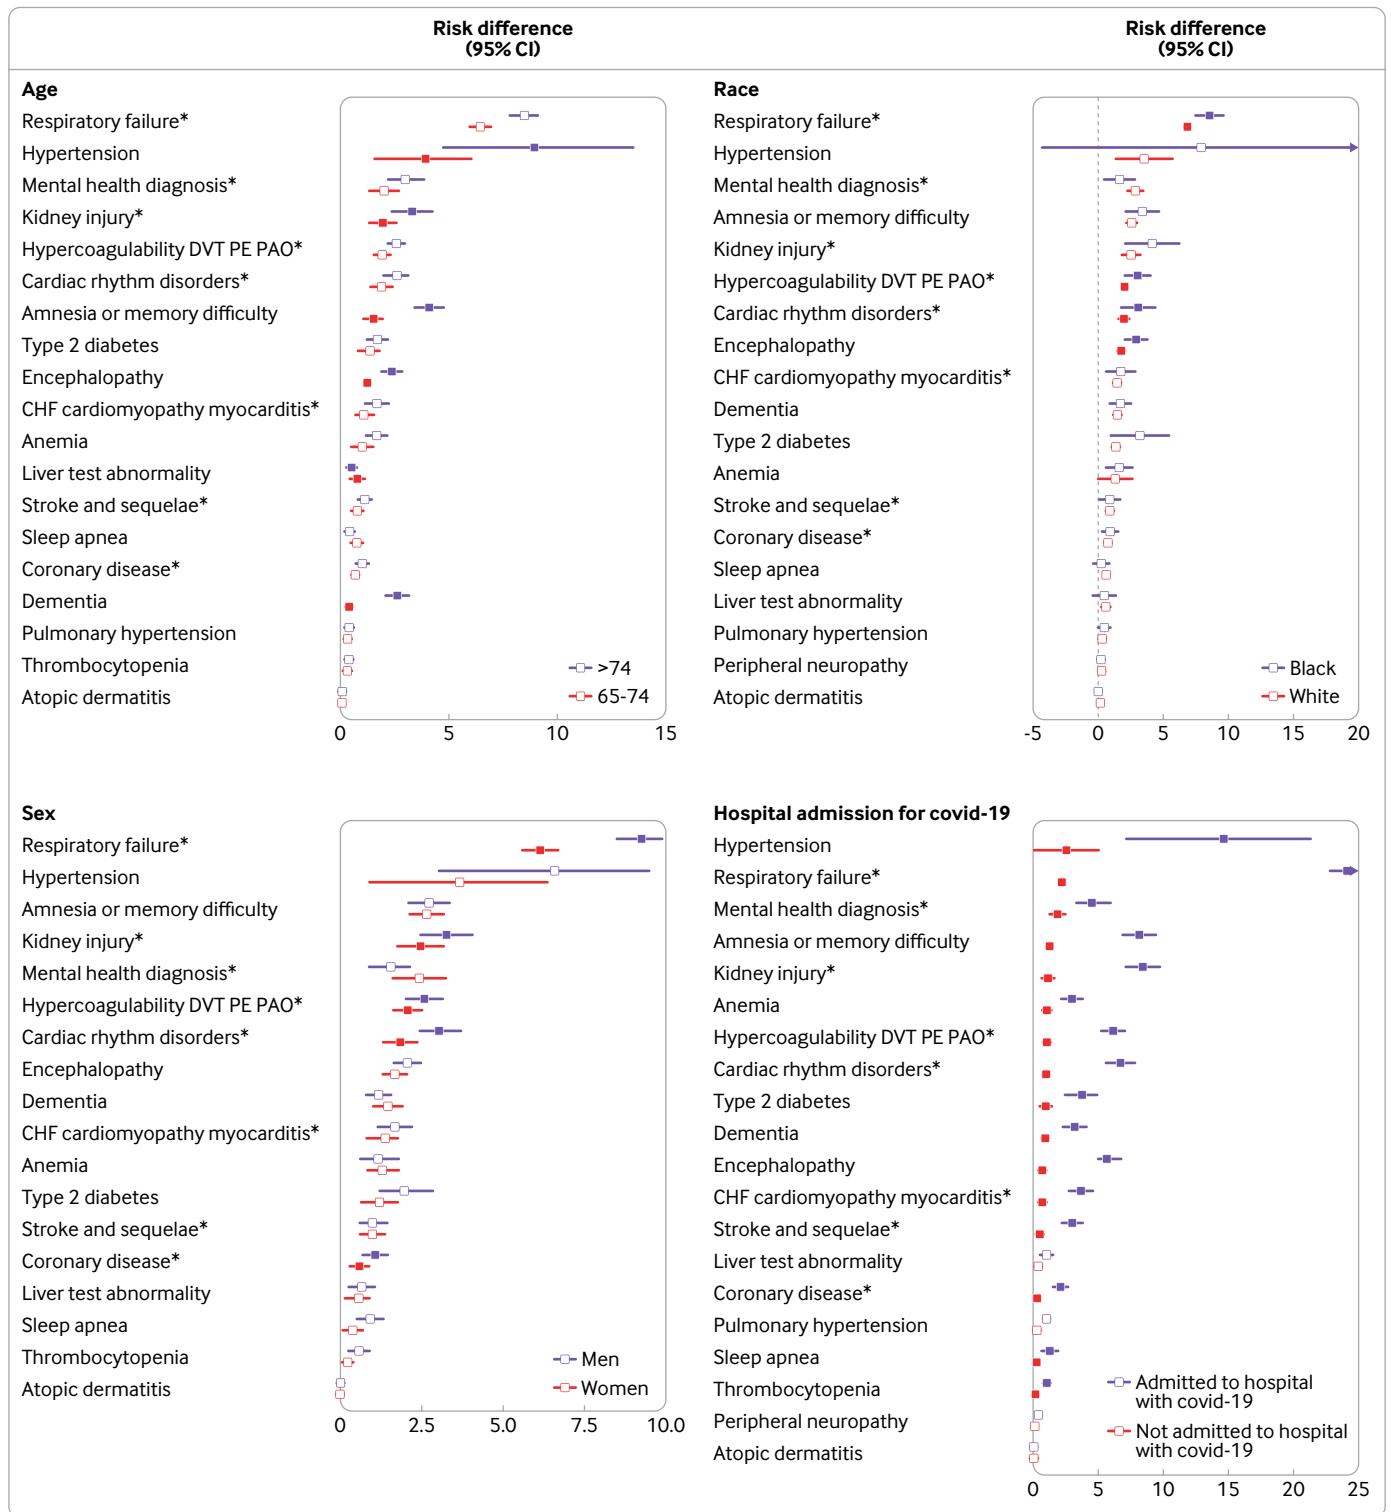 Risk difference
(95% CI)
Risk difference
(95% CI)
Age
Respiratory failure*
Hypertension
Mental health diagnosis*
Kidney injury*
Hypercoagulability DVT PE PAO*
Cardiac rhythm disorders*
Amnesia or memory difficulty
Type 2 diabetes
Encephalopathy
CHF cardiomyopathy myocarditis*
Anemia
Liver test abnormality
Stroke and sequelae*
Sleep apnea
Coronary disease*
Dementia
Pulmonary hypertension
Thrombocytopenia
Atopic dermatitis
>74
65-74
0 5 10 15
Race
Respiratory failure*
Hypertension
Mental health diagnosis*
Amnesia or memory difficulty
Kidney injury*
Hypercoagulability DVT PE PAO*
Cardiac rhythm disorders*
Encephalopathy
CHF cardiomyopathy myocarditis*
Dementia
Type 2 diabetes
Anemia
Stroke and sequelae*
Coronary disease*
Sleep apnea
Liver test abnormality
Pulmonary hypertension
Peripheral neuropathy
Atopic dermatitis
Black
White
-5 0 5 10 15 20
Sex
Respiratory failure*
Hypertension
Amnesia or memory difficulty
Kidney injury*
Mental health diagnosis*
Hypercoagulability DVT PE PAO*
Cardiac rhythm disorders*
Encephalopathy
Dementia
CHF cardiomyopathy myocarditis*
Anemia
Type 2 diabetes
Stroke and sequelae*
Coronary disease*
Liver test abnormality
Sleep apnea
Thrombocytopenia
Atopic dermatitis
Men
Women
0 2.5 5.0 7.5 10.0
Hospital admission for covid-19
Hypertension
Respiratory failure*
Mental health diagnosis*
Amnesia or memory difficulty
Kidney injury*
Anemia
Hypercoagulability DVT PE PAO*
Cardiac rhythm disorders*
Type 2 diabetes
Dementia
Encephalopathy
CHF cardiomyopathy myocarditis*
Stroke and sequelae*
Liver test abnormality
Coronary disease*
Pulmonary hypertension
Sleep apnea
Thrombocytopenia
Peripheral neuropathy
Atopic dermatitis
Admitted to hospital
with covid-19
Not admitted to hospital
with covid-19
0 5 10 15 20 25